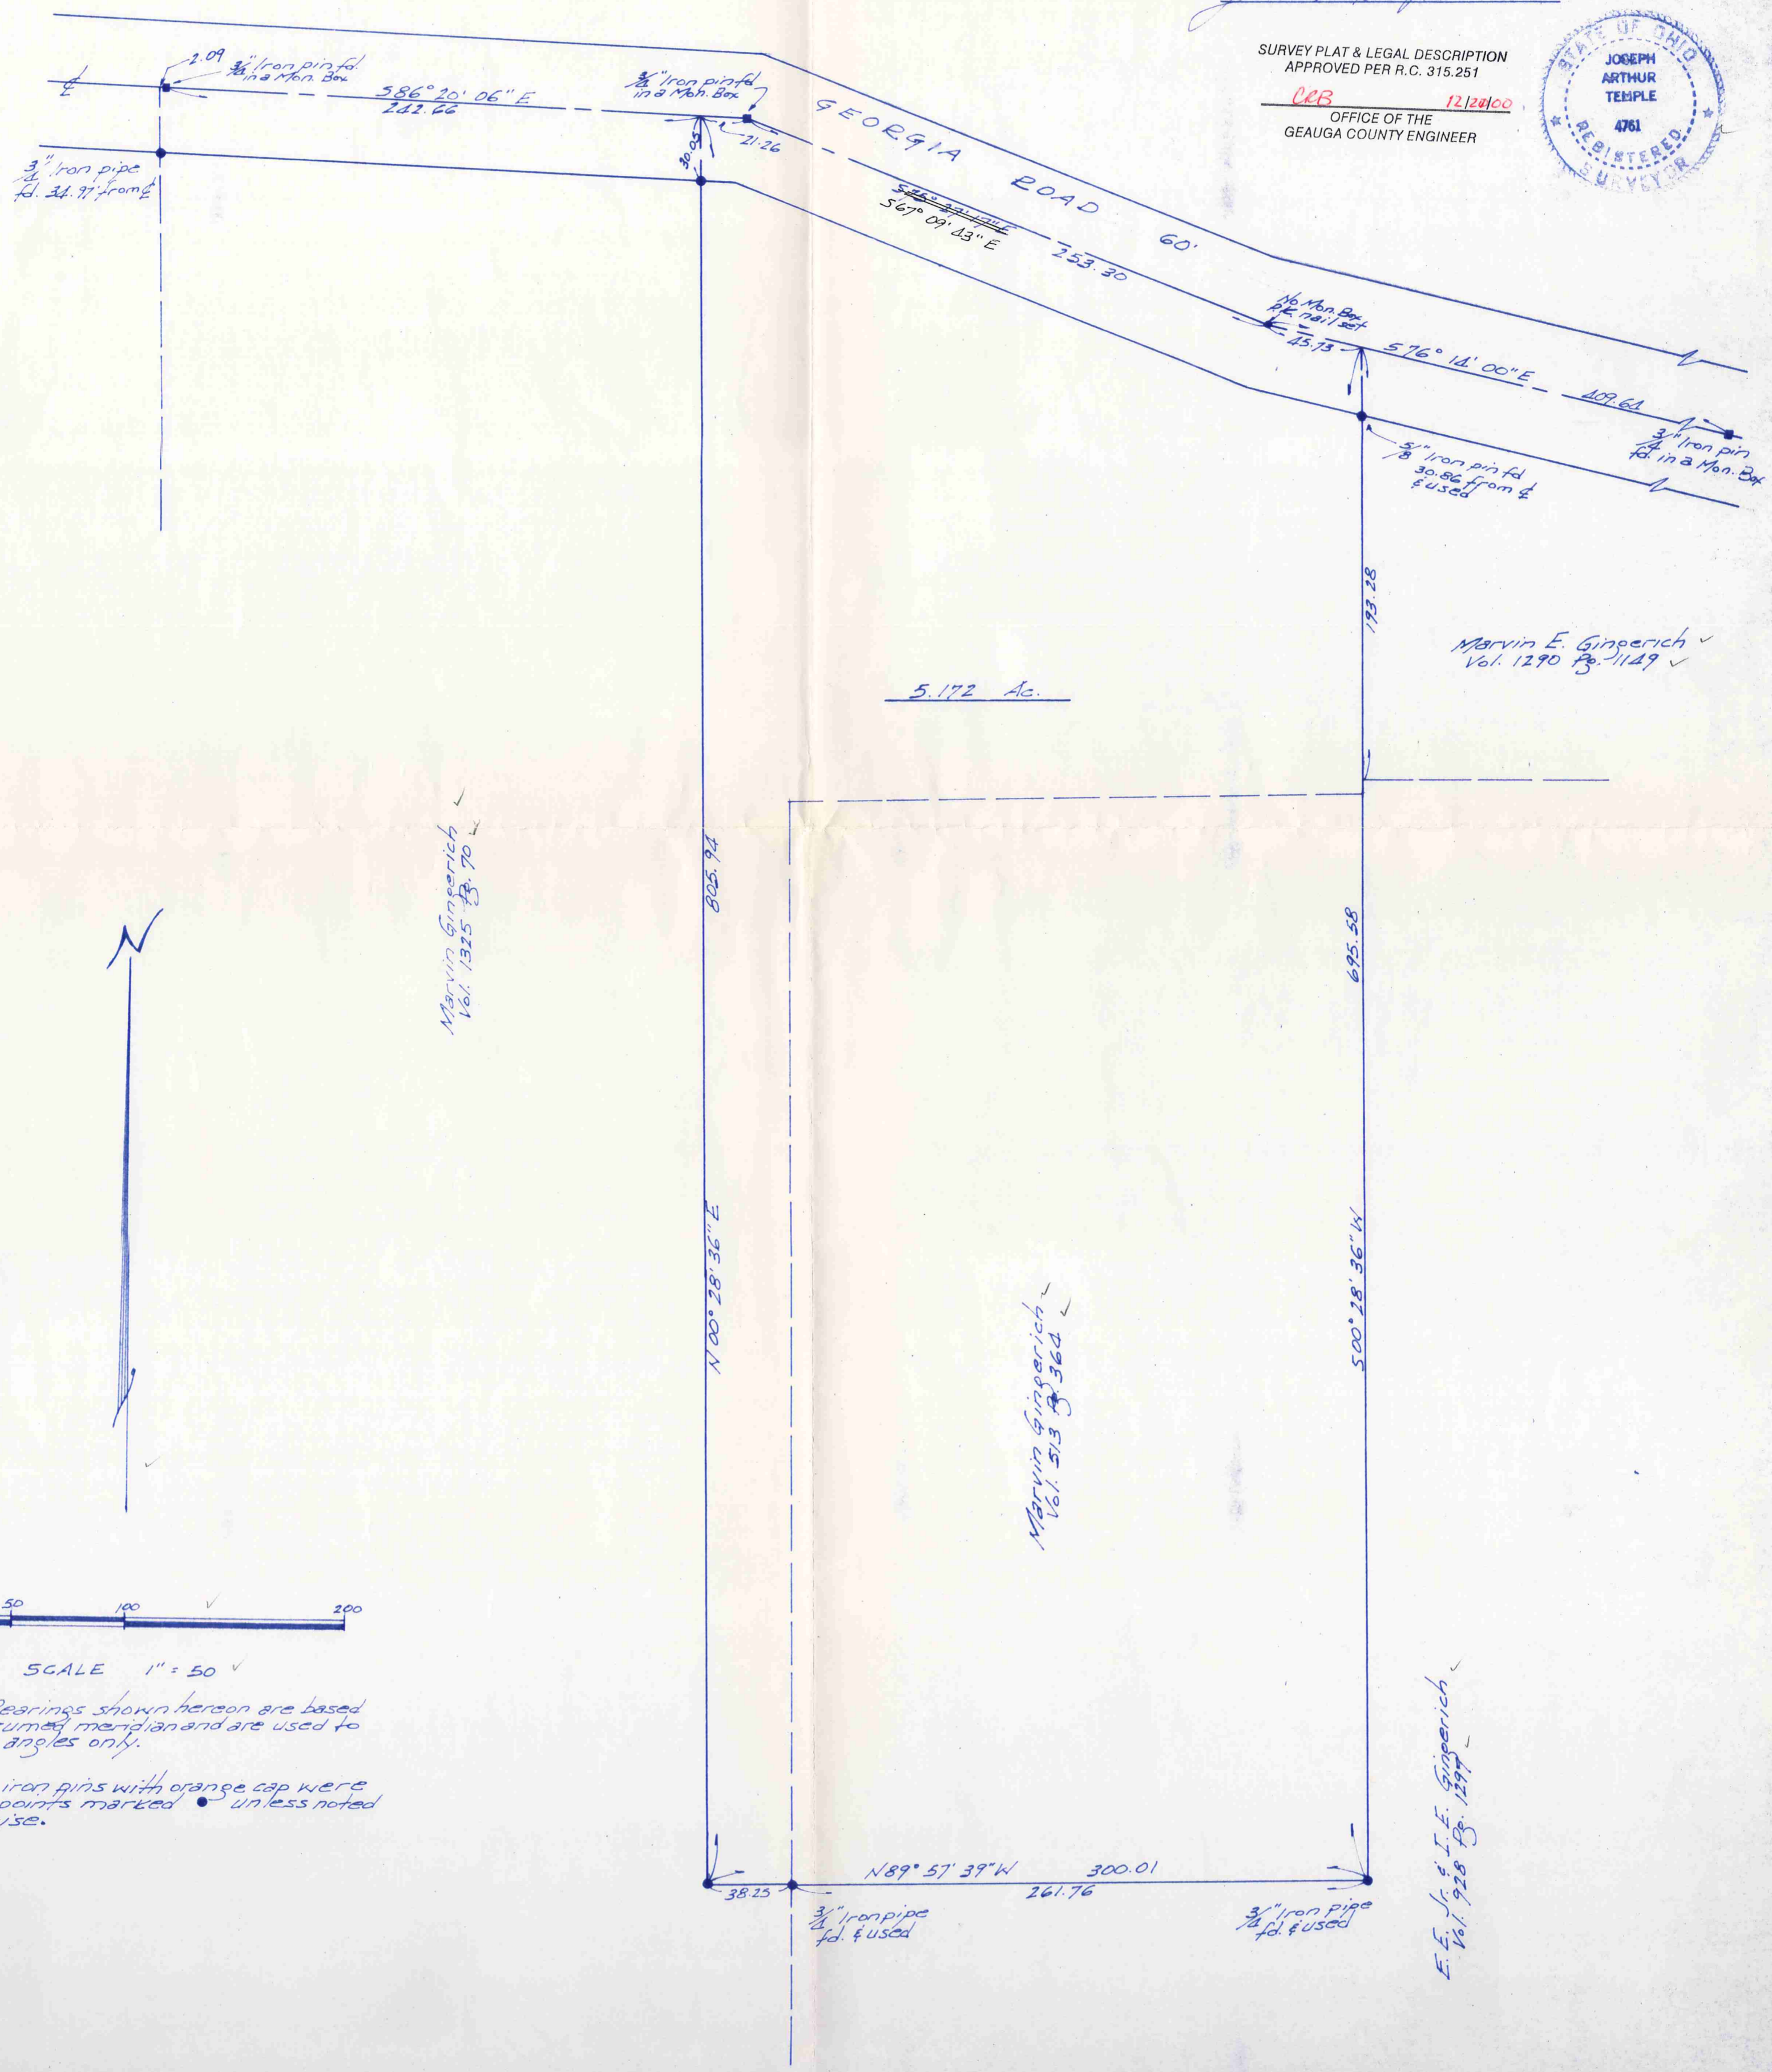 SURVEY PLAT & LEGAL DESCRIPTION
APPROVED PER R.C. 315.251
CRB 12/20/00
OFFICE OF THE
GEAUGA COUNTY ENGINEER
STATE OF OHIO
JOSEPH
ARTHUR
TEMPLE
4761
REGISTERED
SURVEYOR
2.09
3/4" Iron pin fd.
in a Mon. Box
S86° 20' 06" E
242.66
3/4" Iron pin fd
in a Mon. Box
21.26
30.05
3/4" Iron pipe
fd. 34.97 from ℄
GEORGIA ROAD 60'
S67° 09' 43" E
253.30
No Mon. Box
P.K. nail set
45.73
S76° 14' 00" E
409.64
3/4" Iron pin
fd. in a Mon. Box
5/8" Iron pin fd
30.86 from ℄
& used
193.28
Marvin E. Gingerich
Vol. 1290 Pg. 1149
5.172 Ac.
Marvin Gingerich
Vol. 1325 Pg. 70
805.94
695.58
N
N 00° 28' 36" E
S00° 28' 36" W
Marvin Gingerich
Vol. 513 Pg. 364
50 100 200
SCALE 1" = 50
Bearings shown hereon are based
umed meridian and are used to
angles only.
iron pins with orange cap were
points marked ● unless noted
ise.
E.E. Jr. & I.E. Gingerich
Vol. 928 Pg. 1297
N89° 57' 39" W 300.01
38.25
261.76
3/4" Iron pipe
fd. & used
3/4" Iron pipe
fd. & used